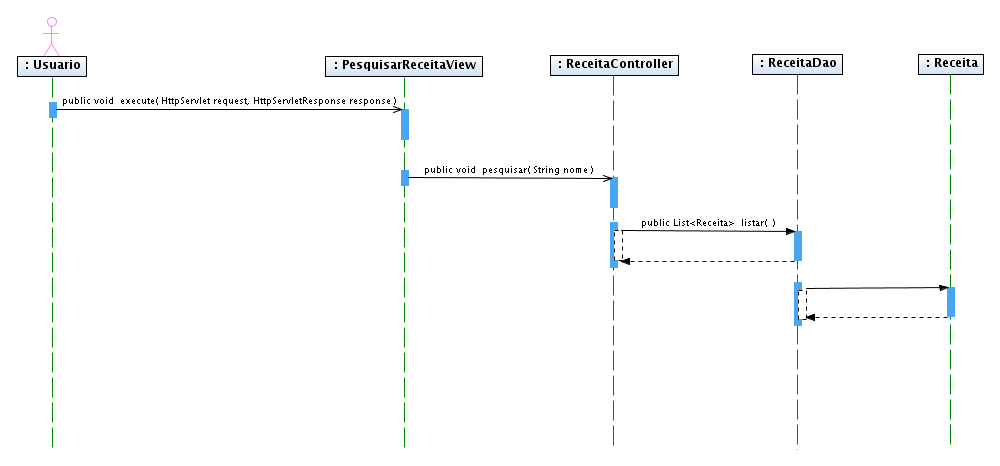 : Usuario
: PesquisarReceitaView
: ReceitaController
: ReceitaDao
: Receita
public void execute( HttpServlet request, HttpServletResponse response )
public void pesquisar( String nome )
public List<Receita> listar( )